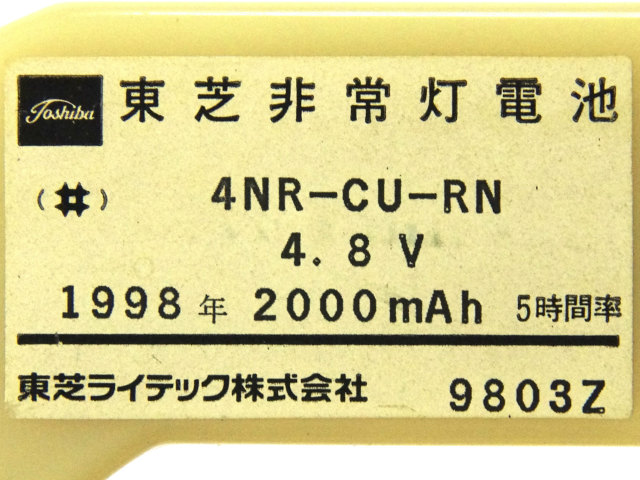 Toshiba 東芝非常灯電池
(⌗) 4NR-CU-RN
4.8V
1998年 2000mAh 5時間率
東芝ライテック株式会社 9803Z